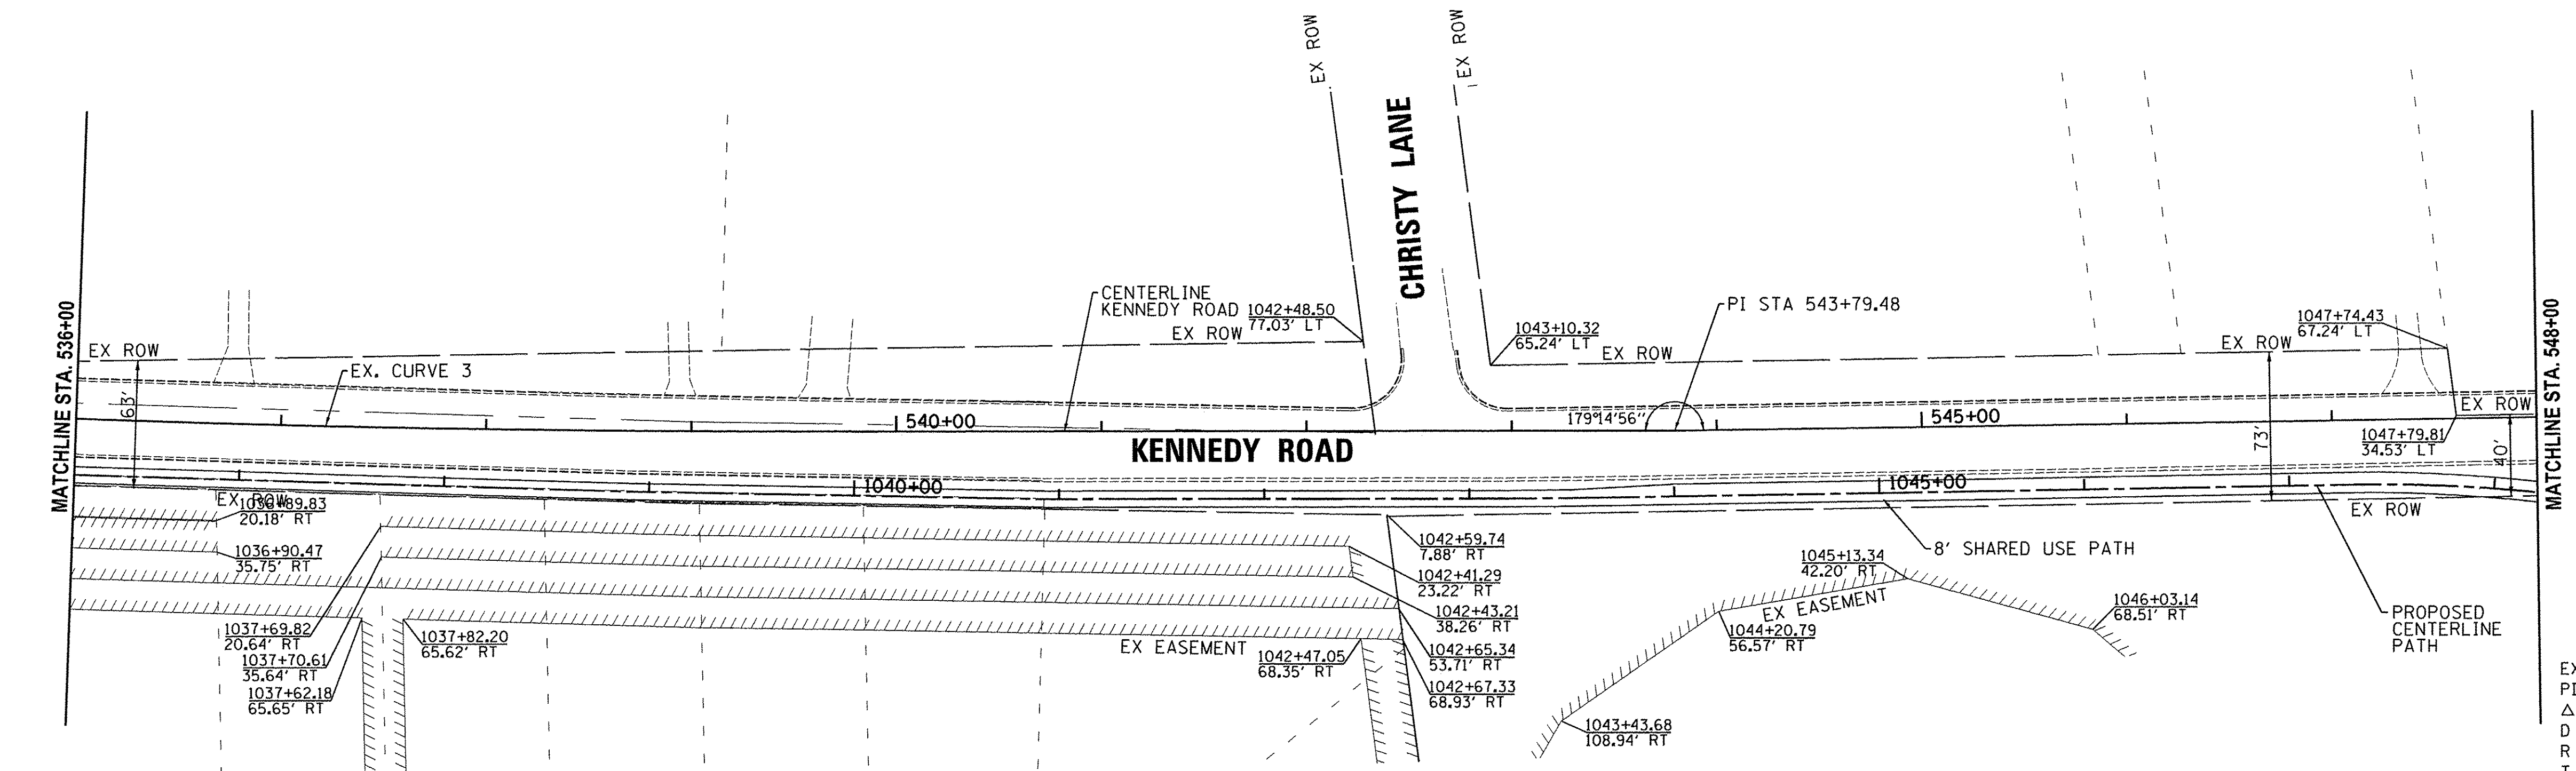 EX ROW
EX ROW
CHRISTY LANE
MATCHLINE STA. 536+00
EX ROW
63'
EX. CURVE 3
CENTERLINE
KENNEDY ROAD
1042+48.50
77.03' LT
EX ROW
1043+10.32
65.24' LT
EX ROW
PI STA 543+79.48
EX ROW
1047+74.43
67.24' LT
MATCHLINE STA. 548+00
540+00
179°14'56"
545+00
EX ROW
KENNEDY ROAD
73'
1047+79.81
34.53' LT
40'
1040+00
1045+00
EX ROW
1036+89.83
20.18' RT
EX ROW
1036+90.47
35.75' RT
1042+59.74
7.88' RT
8' SHARED USE PATH
1042+41.29
23.22' RT
1045+13.34
42.20' RT
1042+43.21
38.26' RT
EX EASEMENT
1046+03.14
68.51' RT
PROPOSED
CENTERLINE
PATH
1037+69.82
20.64' RT
1037+82.20
65.62' RT
1044+20.79
56.57' RT
EX EASEMENT
1042+47.05
68.35' RT
1042+65.34
53.71' RT
1037+70.61
35.64' RT
1037+62.18
65.65' RT
1042+67.33
68.93' RT
1043+43.68
108.94' RT
EX
PI
△
D
R